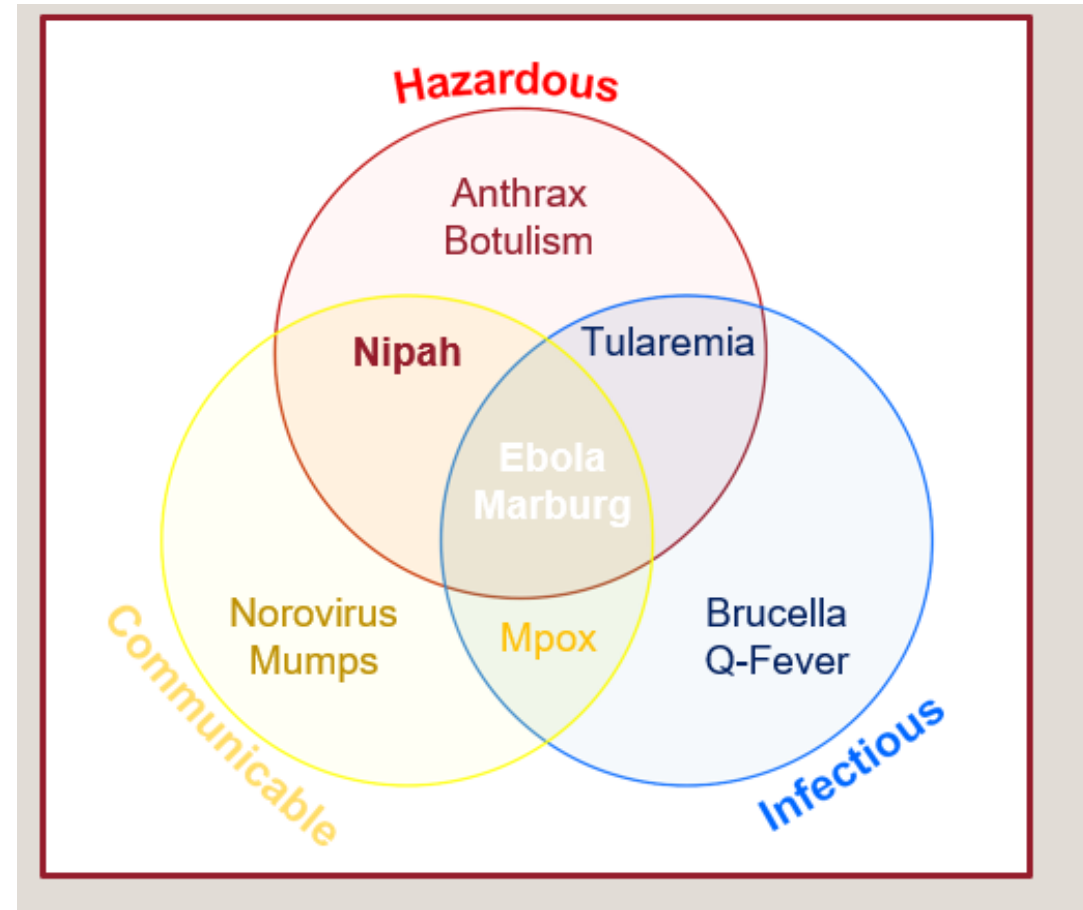 Hazardous
Anthrax
Botulism
Nipah
Tularemia
Ebola
Marburg
Norovirus
Mumps
Mpox
Brucella
Q-Fever
Communicable
Infectious